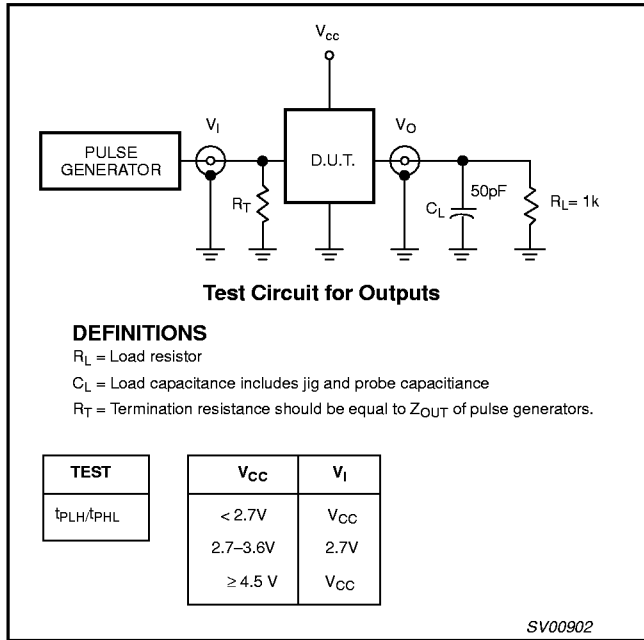 Vcc
VI
VO
PULSE
GENERATOR
D.U.T.
RT
50pF
CL
RL= 1k
Test Circuit for Outputs
DEFINITIONS
RL = Load resistor
CL = Load capacitance includes jig and probe capacitiance
RT = Termination resistance should be equal to ZOUT of pulse generators.
TEST
tPLH/tPHL
VCC VI
< 2.7V VCC
2.7–3.6V 2.7V
≥ 4.5 V VCC
SV00902